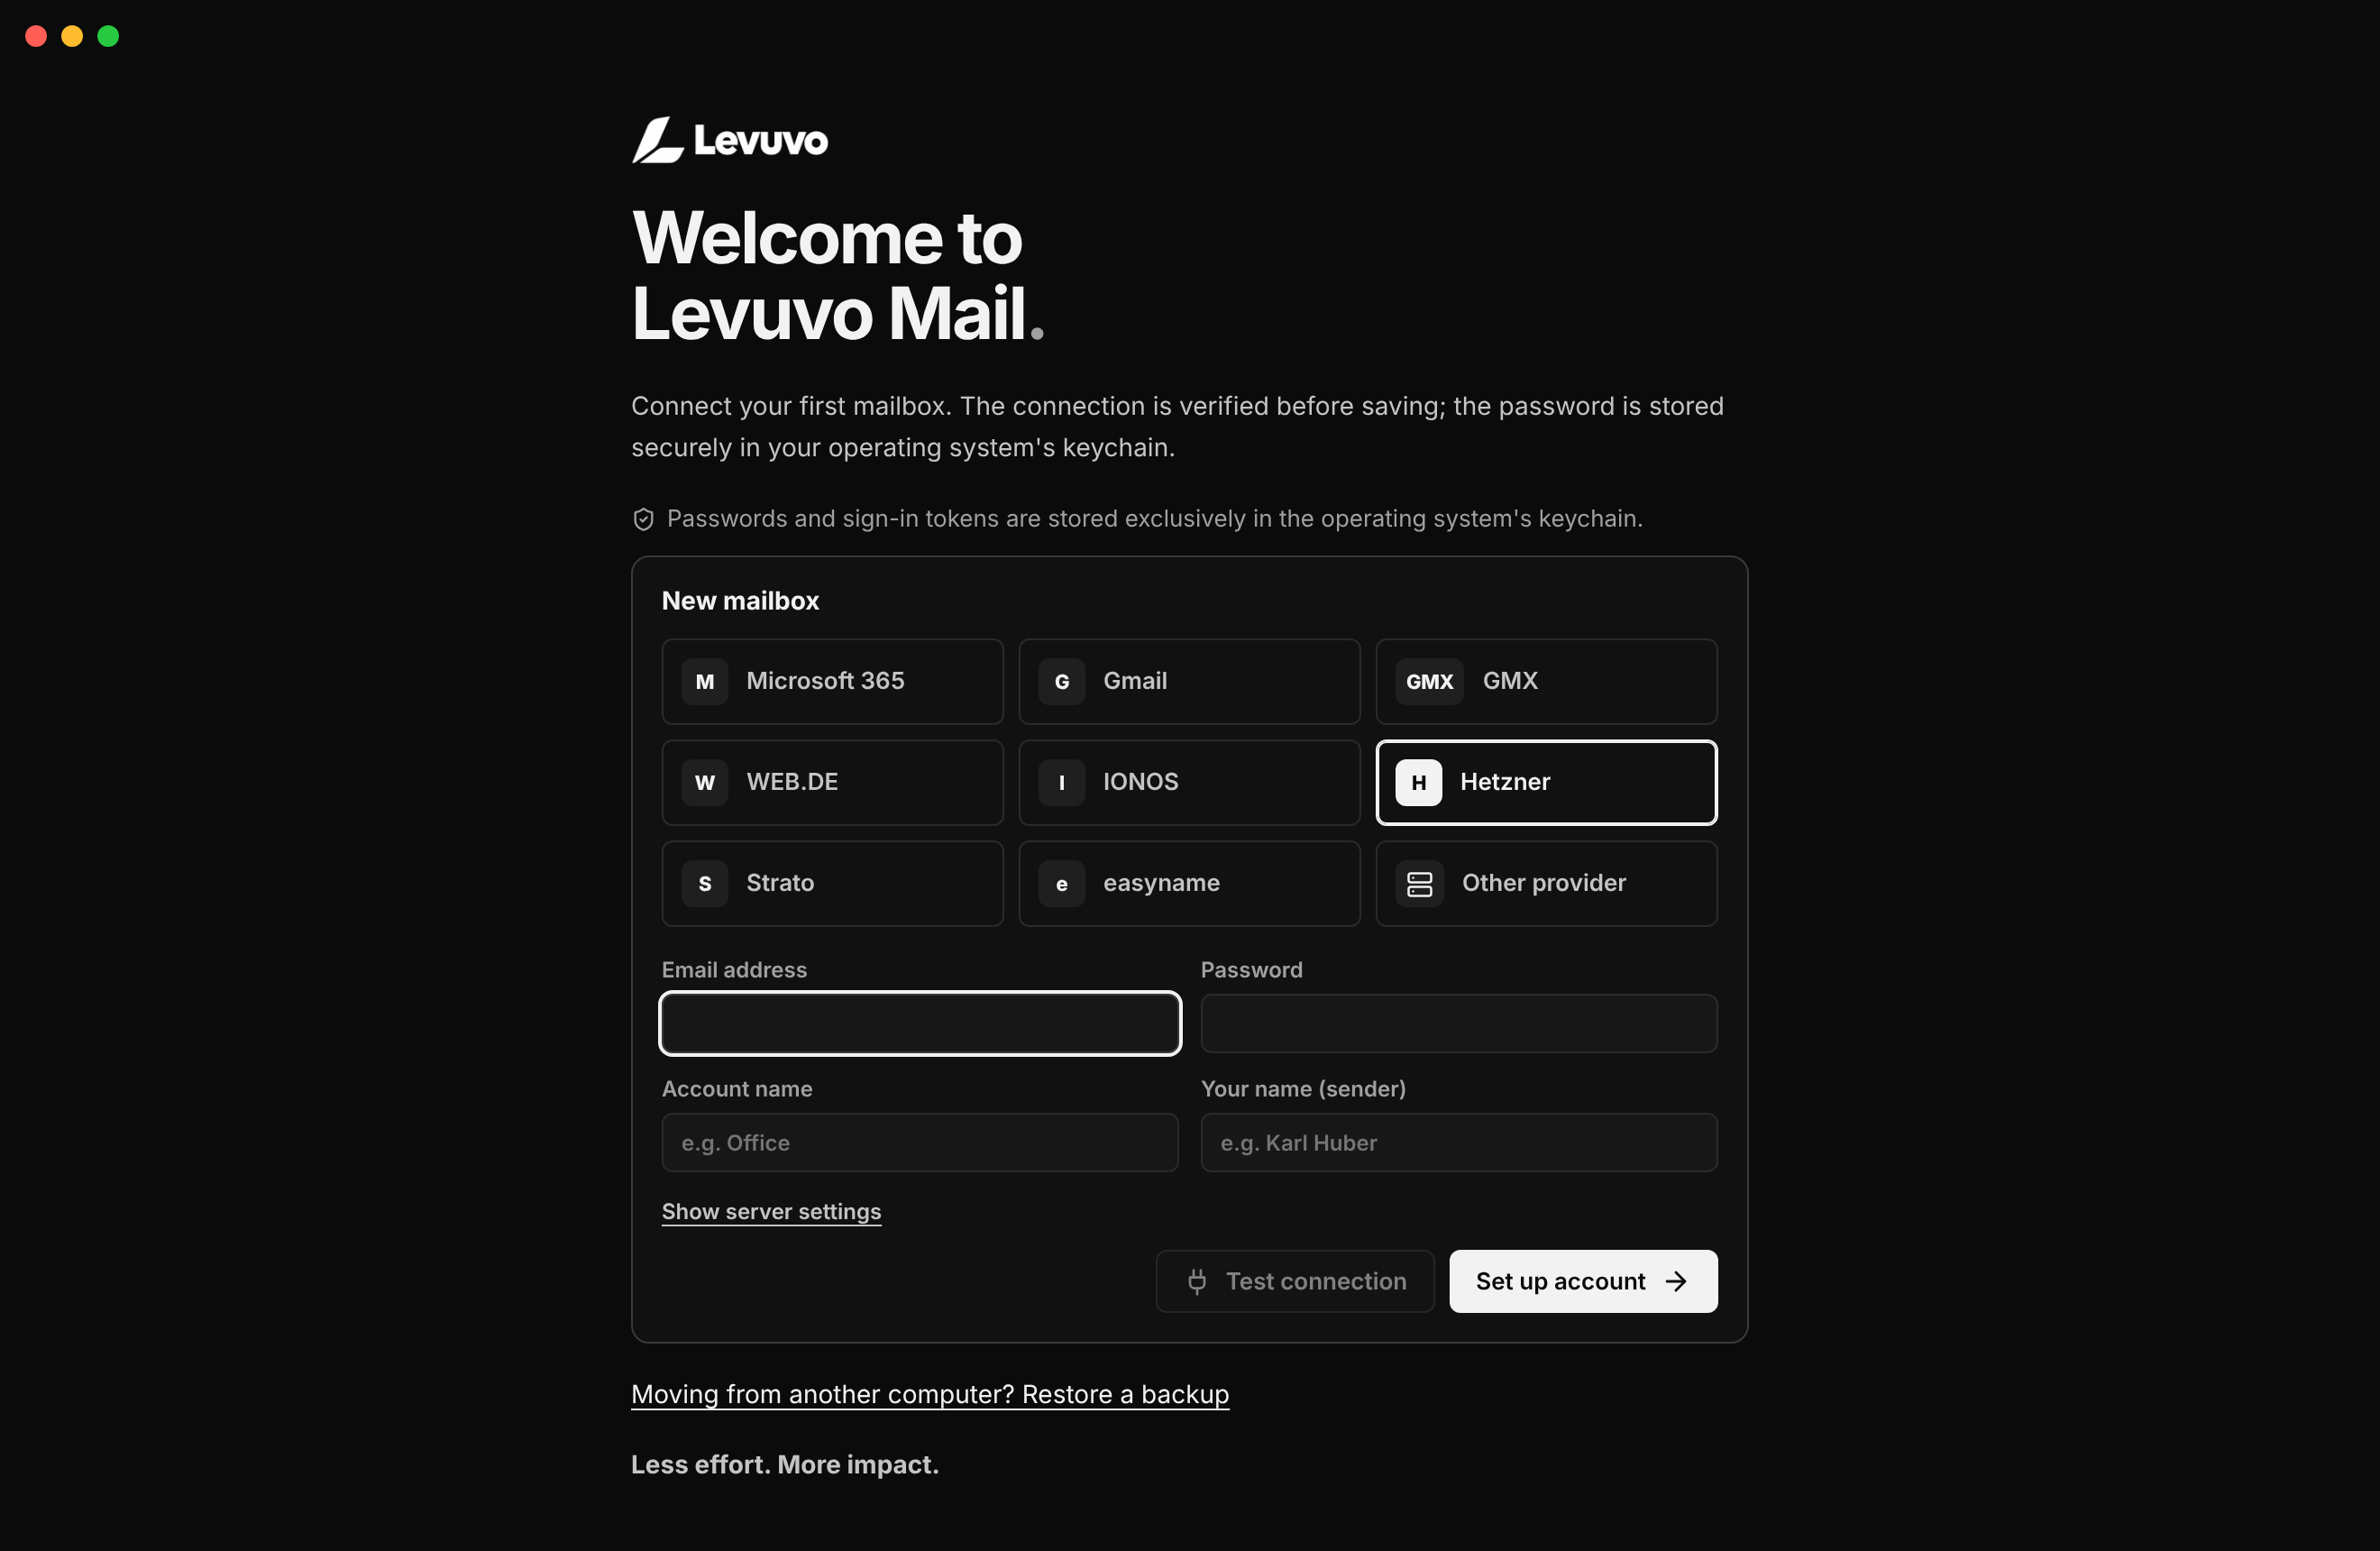 Levuvo
Welcome to
Levuvo Mail.
Connect your first mailbox. The connection is verified before saving; the password is stored
securely in your operating system's keychain.
Passwords and sign-in tokens are stored exclusively in the operating system's keychain.
New mailbox
M Microsoft 365
G Gmail
GMX GMX
W WEB.DE
I IONOS
H Hetzner
S Strato
e easyname
Other provider
Email address
Password
Account name
Your name (sender)
e.g. Office
e.g. Karl Huber
Show server settings
Test connection
Set up account
Moving from another computer? Restore a backup
Less effort. More impact.